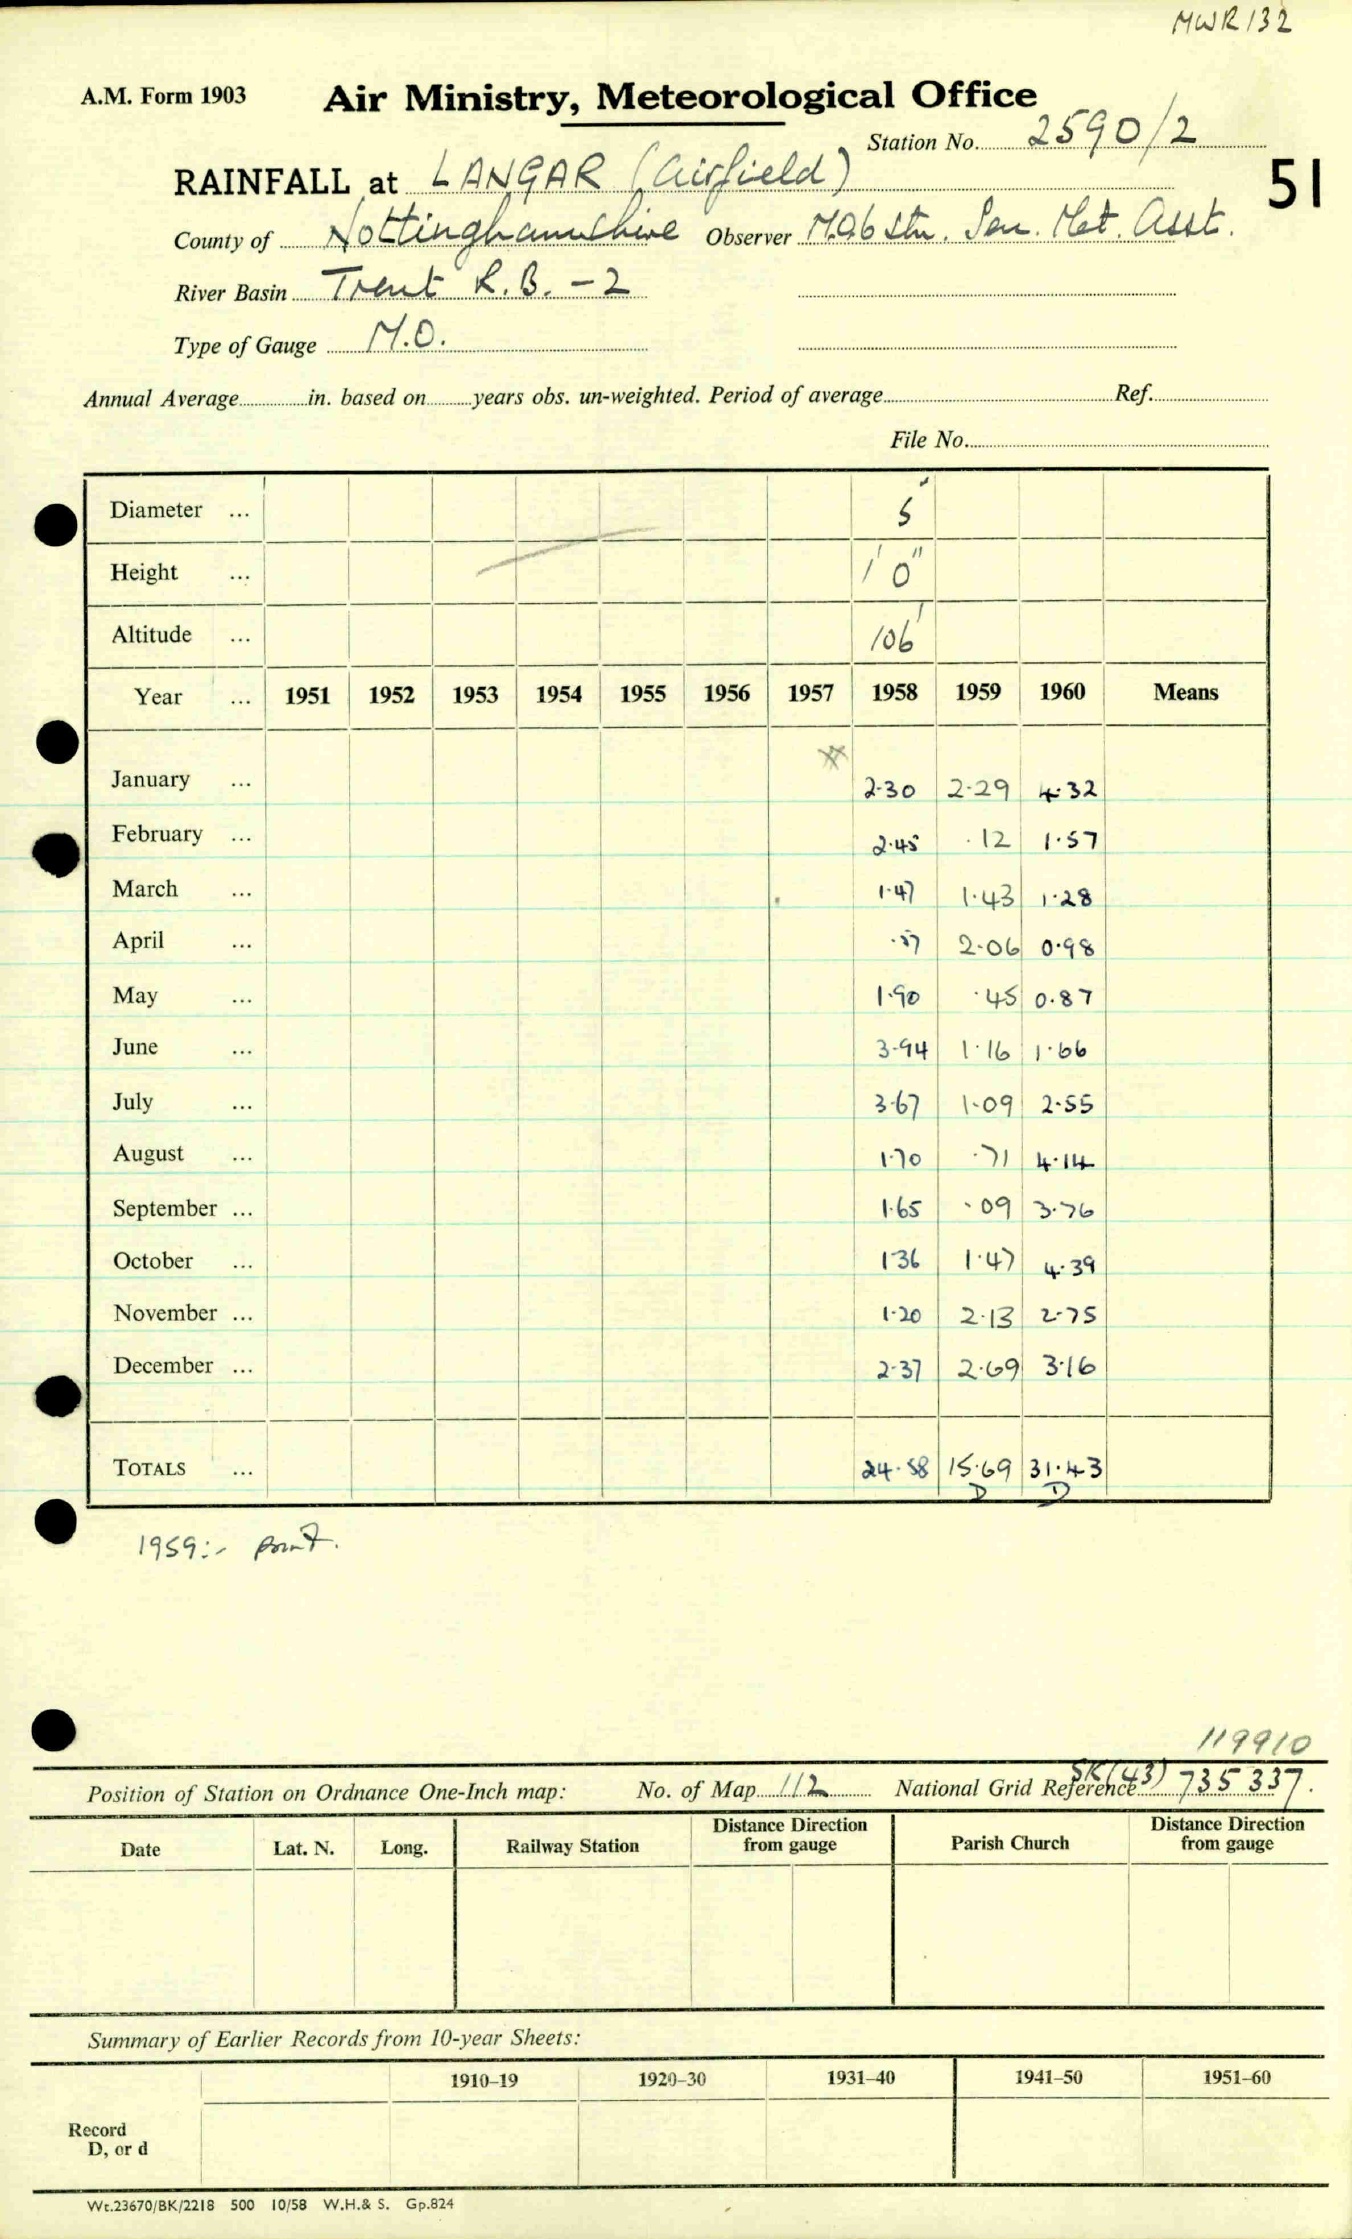 MWR132
A.M. Form 1903 Air Ministry, Meteorological Office
Station No. 2590/2
51
RAINFALL at LANGAR (Airfield)
County of Nottinghamshire Observer M.O.6 Stn. Sen. Met. Asst.
River Basin Trent R.B. -2
Type of Gauge M.O.
Annual Average in. based on years obs. un-weighted. Period of average Ref.
File No.
Diameter ... 5"
Height ... 1' 0"
Altitude ... 106'
Year ... 1951 1952 1953 1954 1955 1956 1957 1958 1959 1960 Means
January ... 2.30 2.29 4.32
February ... 2.45 .12 1.57
March ... 1.47 1.43 1.28
April ... .57 2.06 0.98
May ... 1.90 .45 0.87
June ... 3.94 1.16 1.66
July ... 3.67 1.09 2.55
August ... 1.70 .71 4.14
September ... 1.65 .09 3.76
October ... 1.36 1.47 4.39
November ... 1.20 2.13 2.75
December ... 2.37 2.69 3.16
TOTALS ... 24.58 15.69 31.43
D D
1959:-
119910
Position of Station on Ordnance One-Inch map: No. of Map 112 National Grid Reference SK(43) 735 337.
Date Lat. N. Long. Railway Station Distance Direction from gauge Parish Church Distance Direction from gauge
Summary of Earlier Records from 10-year Sheets:
1910–19 1920–30 1931–40 1941–50 1951–60
Record
D, or d
Wt.23670/BK/2218 500 10/58 W.H.& S. Gp.824